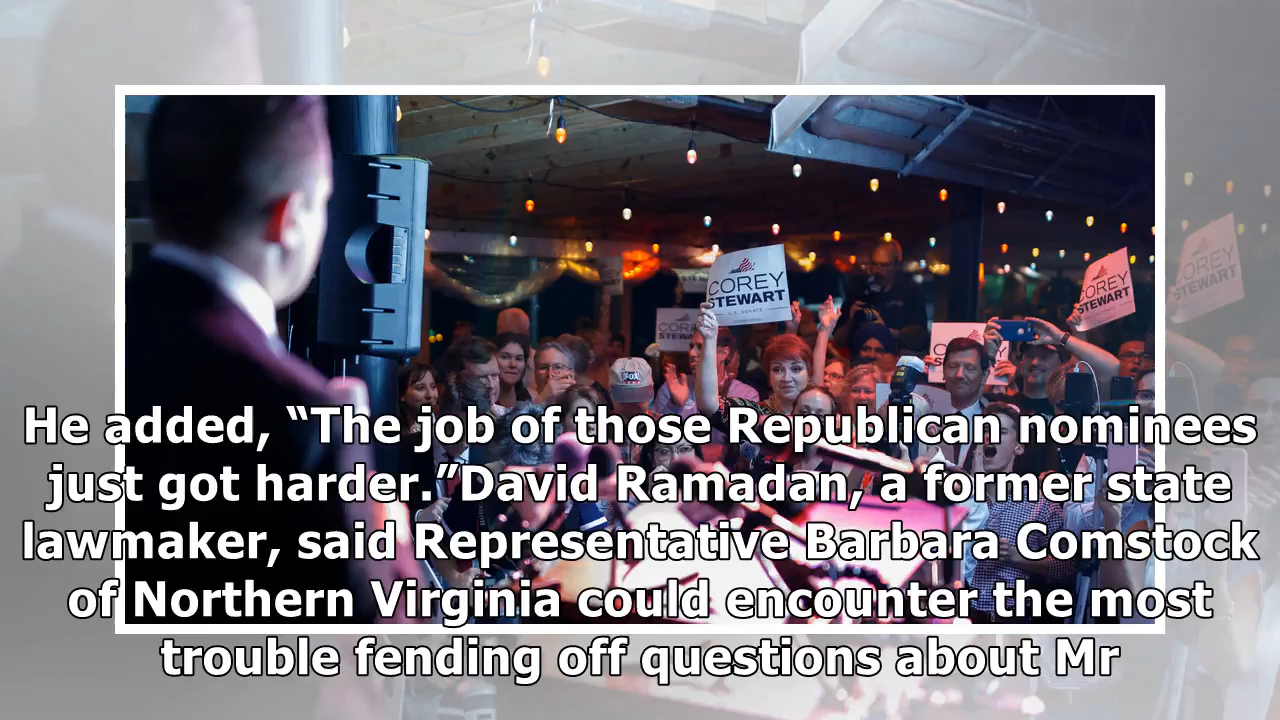 COREY
STEWART
U.S. SENATE
COREY
STEWART
COREY
STEWART
He added, “The job of those Republican nominees
just got harder.”David Ramadan, a former state
lawmaker, said Representative Barbara Comstock
of Northern Virginia could encounter the most
trouble fending off questions about Mr